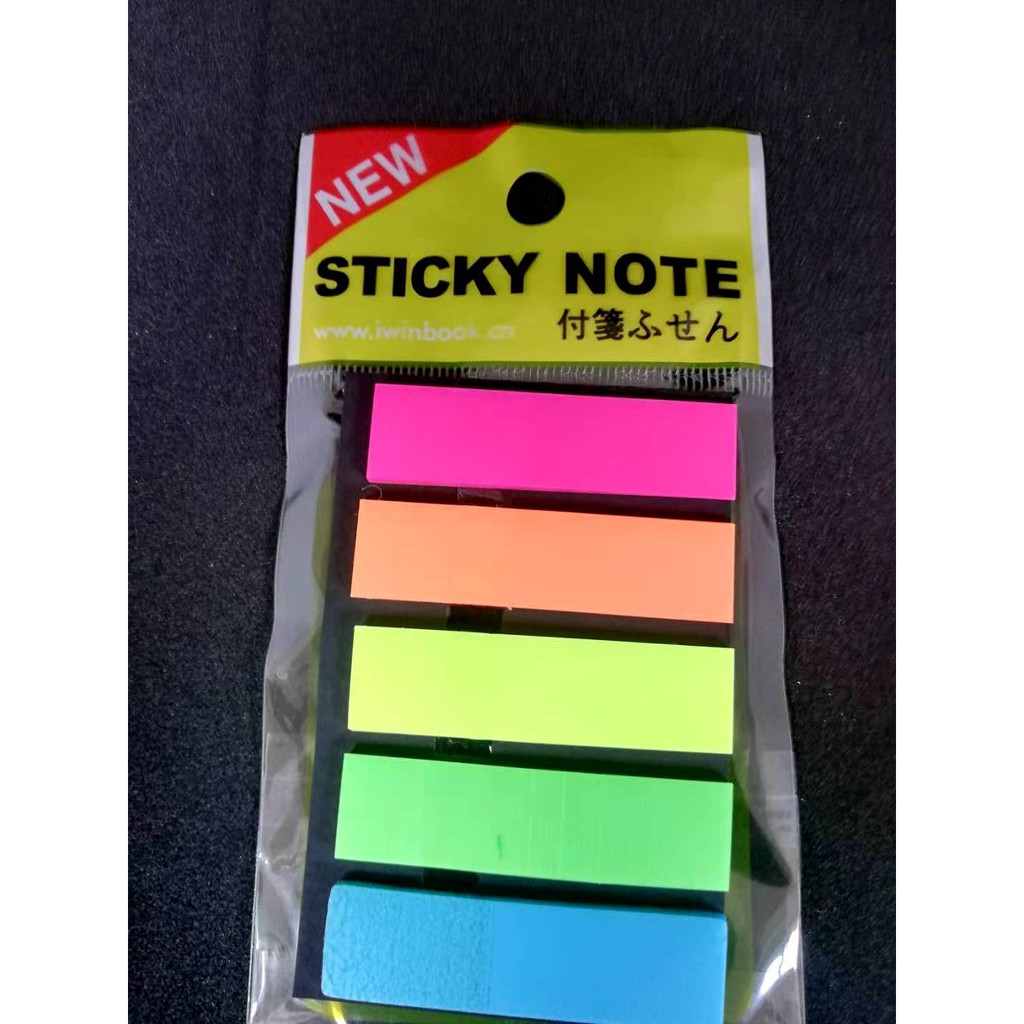 NEW
STICKY NOTE
www.iwinbook.cn
付箋ふせん